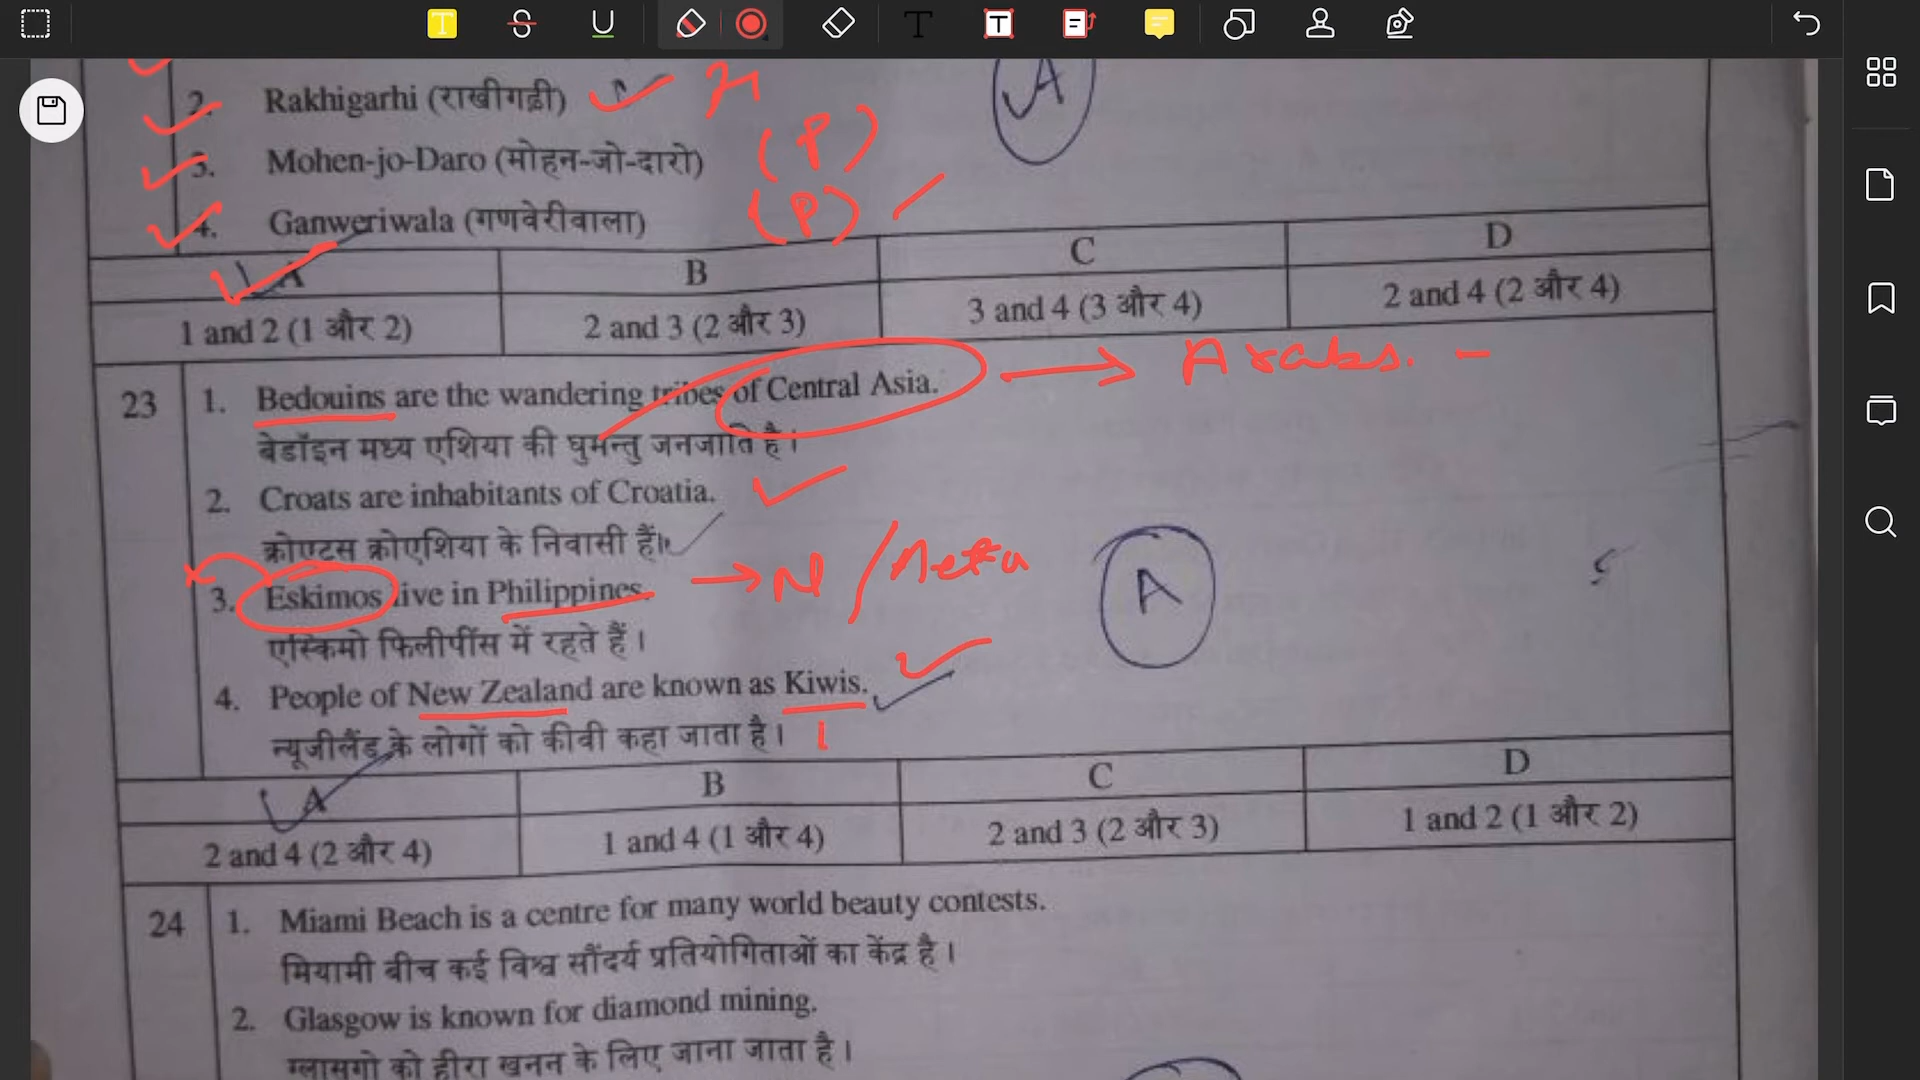 2. Rakhigarhi (राखीगढ़ी)
3. Mohen-jo-Daro (मोहन-जो-दारो) (P)
4. Ganweriwala (गणवेरीवाला) (P)
A
A B C D
1 and 2 (1 और 2) 2 and 3 (2 और 3) 3 and 4 (3 और 4) 2 and 4 (2 और 4)
23 1. Bedouins are the wandering tribes of Central Asia. → Arabs.
बेडॉइन मध्य एशिया की घुमन्तु जनजाति है।
2. Croats are inhabitants of Croatia.
क्रोएट्स क्रोएशिया के निवासी हैं।
3. Eskimos live in Philippines. → N /
एस्किमो फिलीपींस में रहते हैं।
A
4. People of New Zealand are known as Kiwis.
न्यूजीलैंड के लोगों को कीवी कहा जाता है।
A B C D
2 and 4 (2 और 4) 1 and 4 (1 और 4) 2 and 3 (2 और 3) 1 and 2 (1 और 2)
24 1. Miami Beach is a centre for many world beauty contests.
मियामी बीच कई विश्व सौंदर्य प्रतियोगिताओं का केंद्र है।
2. Glasgow is known for diamond mining.
ग्लासगो को हीरा खनन के लिए जाना जाता है।